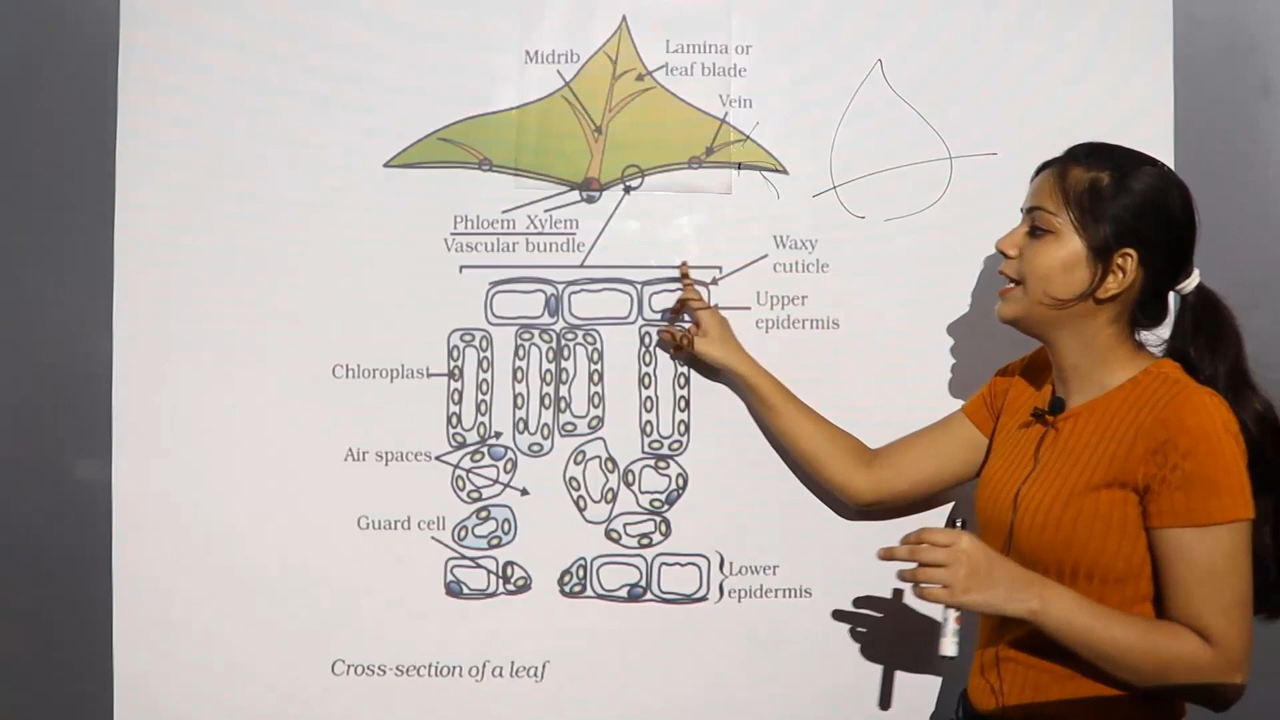 Midrib
Lamina or
leaf blade
Vein
Phloem Xylem
Vascular bundle
Waxy
cuticle
Upper
epidermis
Chloroplast
Air spaces
Guard cell
Lower
epidermis
Cross-section of a leaf